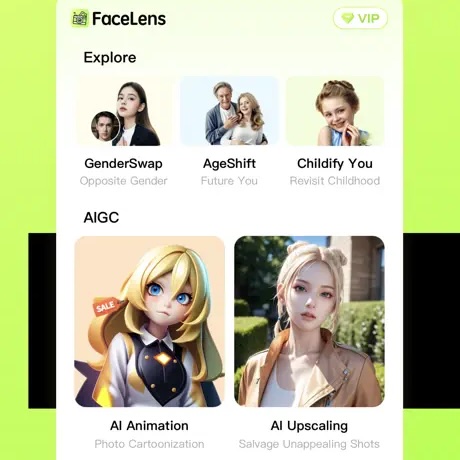 FaceLens
VIP
Explore
GenderSwap
Opposite Gender
AgeShift
Future You
Childify You
Revisit Childhood
AIGC
SALE
AI Animation
Photo Cartoonization
AI Upscaling
Salvage Unappealing Shots